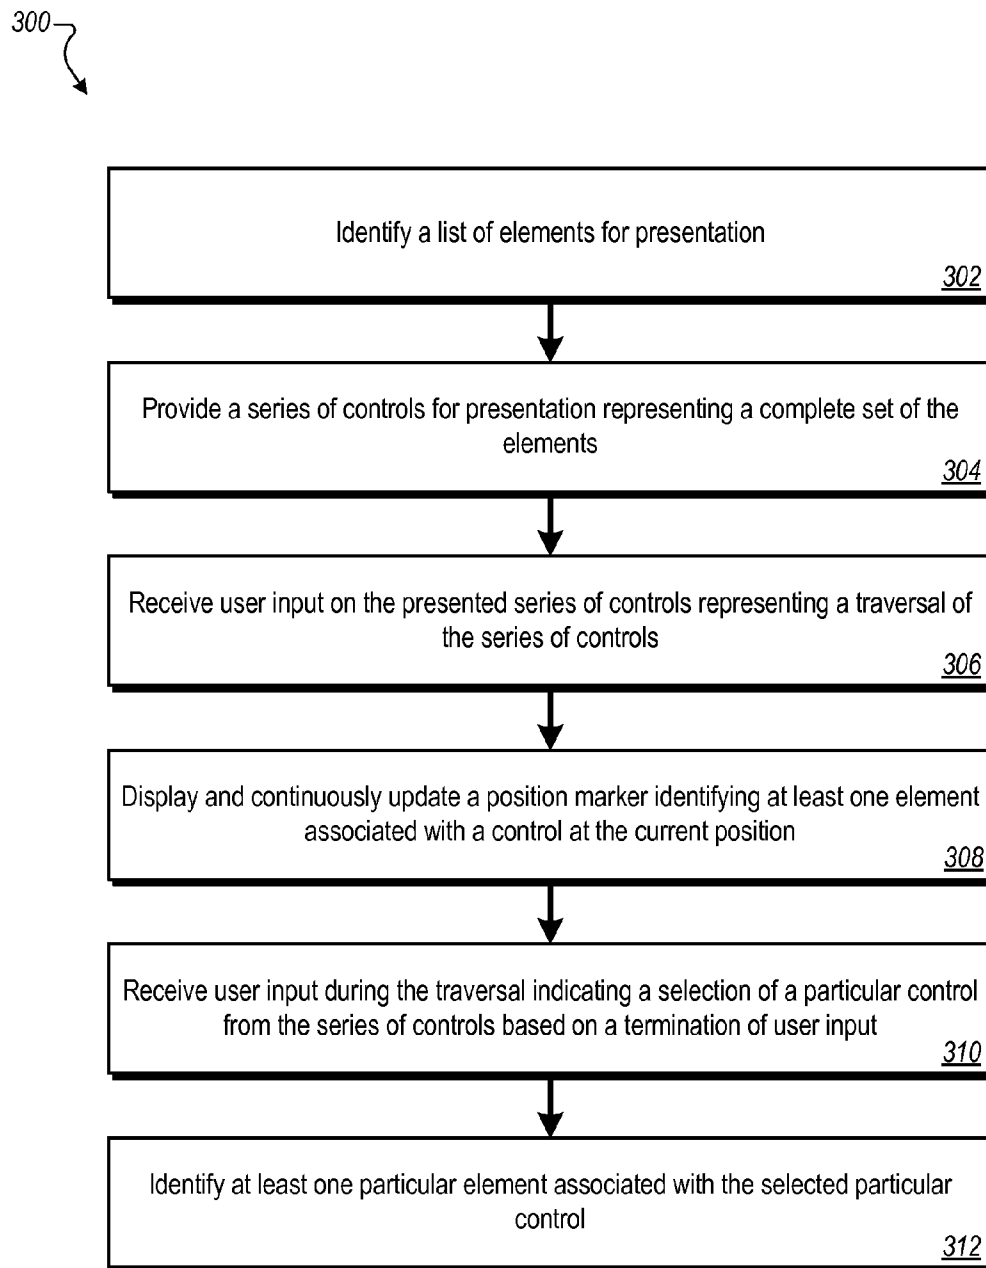 300
Identify a list of elements for presentation
302
Provide a series of controls for presentation representing a complete set of the
elements
304
Receive user input on the presented series of controls representing a traversal of
the series of controls
306
Display and continuously update a position marker identifying at least one element
associated with a control at the current position
308
Receive user input during the traversal indicating a selection of a particular control
from the series of controls based on a termination of user input
310
Identify at least one particular element associated with the selected particular
control
312